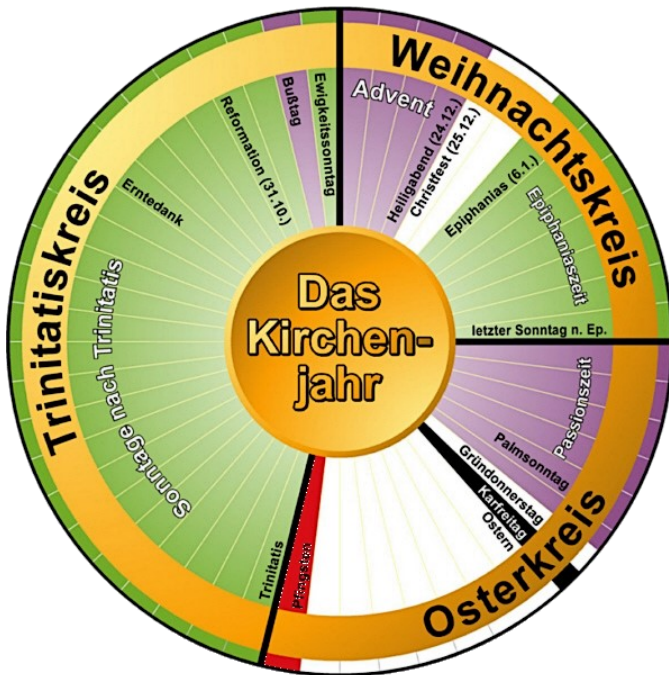 Das
Kirchen-
jahr
Weihnachtskreis
Advent
Heiligabend (24.12.)
Christfest (25.12.)
Epiphanias (6.1.)
Epiphaniaszeit
letzter Sonntag n. Ep.
Osterkreis
Passionszeit
Palmsonntag
Gründonnerstag
Karfreitag
Ostern
Pfingsten
Trinitatiskreis
Trinitatis
Sonntage nach Trinitatis
Erntedank
Reformation (31.10.)
Bußtag
Ewigkeitssonntag